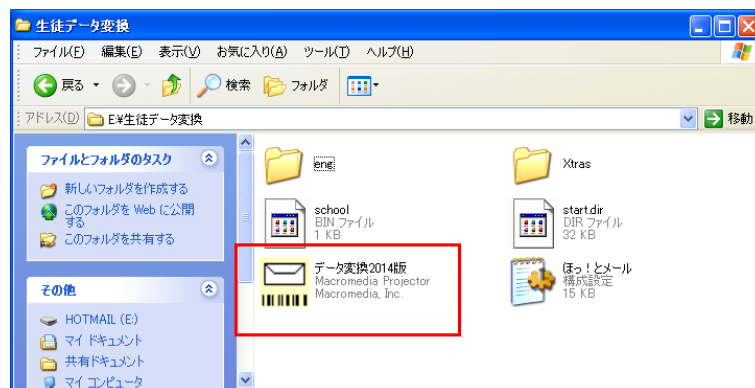 生徒データ変換
ファイル(F) 編集(E) 表示(V) お気に入り(A) ツール(T) ヘルプ(H)
戻る 検索 フォルダ
アドレス(D) E:¥生徒データ変換 移動
ファイルとフォルダのタスク
新しいフォルダを作成する
このフォルダを Web に公開
する
このフォルダを共有する
その他
HOTMAIL (E:)
マイ ドキュメント
共有ドキュメント
マイ コンピュータ
eng
Xtras
school
BIN ファイル
1 KB
start.dir
DIR ファイル
32 KB
データ変換2014版
Macromedia Projector
Macromedia, Inc.
ほっ！とメール
構成設定
15 KB